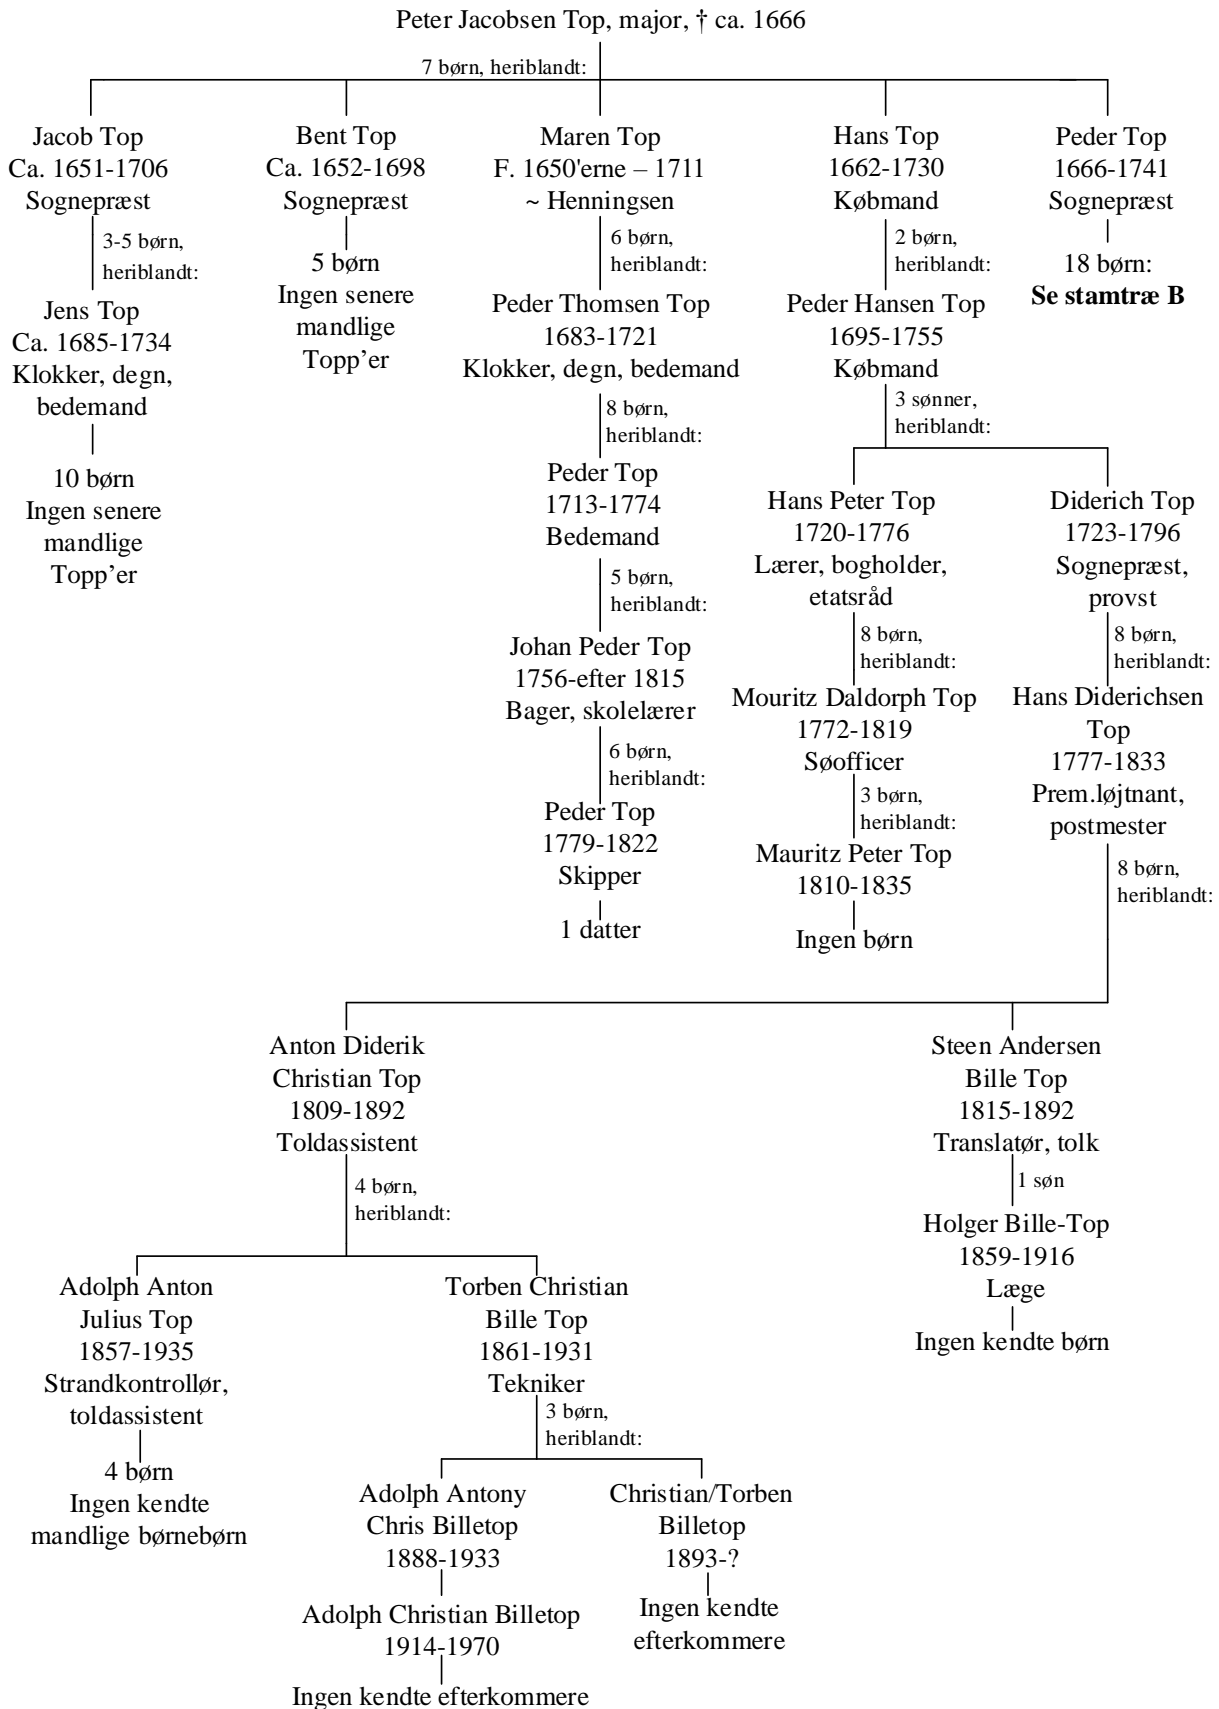 Peter Jacobsen Top, major, † ca. 1666
7 børn, heriblandt:
Jacob Top
Ca. 1651-1706
Sognepræst
3-5 børn,
heriblandt:
Jens Top
Ca. 1685-1734
Klokker, degn,
bedemand
10 børn
Ingen senere
mandlige
Topp’er
Bent Top
Ca. 1652-1698
Sognepræst
5 børn
Ingen senere
mandlige
Topp’er
Maren Top
F. 1650'erne – 1711
~ Henningsen
6 børn,
heriblandt:
Peder Thomsen Top
1683-1721
Klokker, degn, bedemand
8 børn,
heriblandt:
Peder Top
1713-1774
Bedemand
5 børn,
heriblandt:
Johan Peder Top
1756-efter 1815
Bager, skolelærer
6 børn,
heriblandt:
Peder Top
1779-1822
Skipper
1 datter
Hans Top
1662-1730
Købmand
2 børn,
heriblandt:
Peder Hansen Top
1695-1755
Købmand
3 sønner,
heriblandt:
Hans Peter Top
1720-1776
Lærer, bogholder,
etatsråd
8 børn,
heriblandt:
Mouritz Daldorph Top
1772-1819
Søofficer
3 børn,
heriblandt:
Mauritz Peter Top
1810-1835
Ingen børn
Diderich Top
1723-1796
Sognepræst,
provst
8 børn,
heriblandt:
Hans Diderichsen
Top
1777-1833
Prem.løjtnant,
postmester
8 børn,
heriblandt:
Peder Top
1666-1741
Sognepræst
18 børn:
Se stamtræ B
Anton Diderik
Christian Top
1809-1892
Toldassistent
4 børn,
heriblandt:
Adolph Anton
Julius Top
1857-1935
Strandkontrollør,
toldassistent
4 børn
Ingen kendte
mandlige børnebørn
Torben Christian
Bille Top
1861-1931
Tekniker
3 børn,
heriblandt:
Adolph Antony
Chris Billetop
1888-1933
Adolph Christian Billetop
1914-1970
Ingen kendte efterkommere
Christian/Torben
Billetop
1893-?
Ingen kendte
efterkommere
Steen Andersen
Bille Top
1815-1892
Translatør, tolk
1 søn
Holger Bille-Top
1859-1916
Læge
Ingen kendte børn